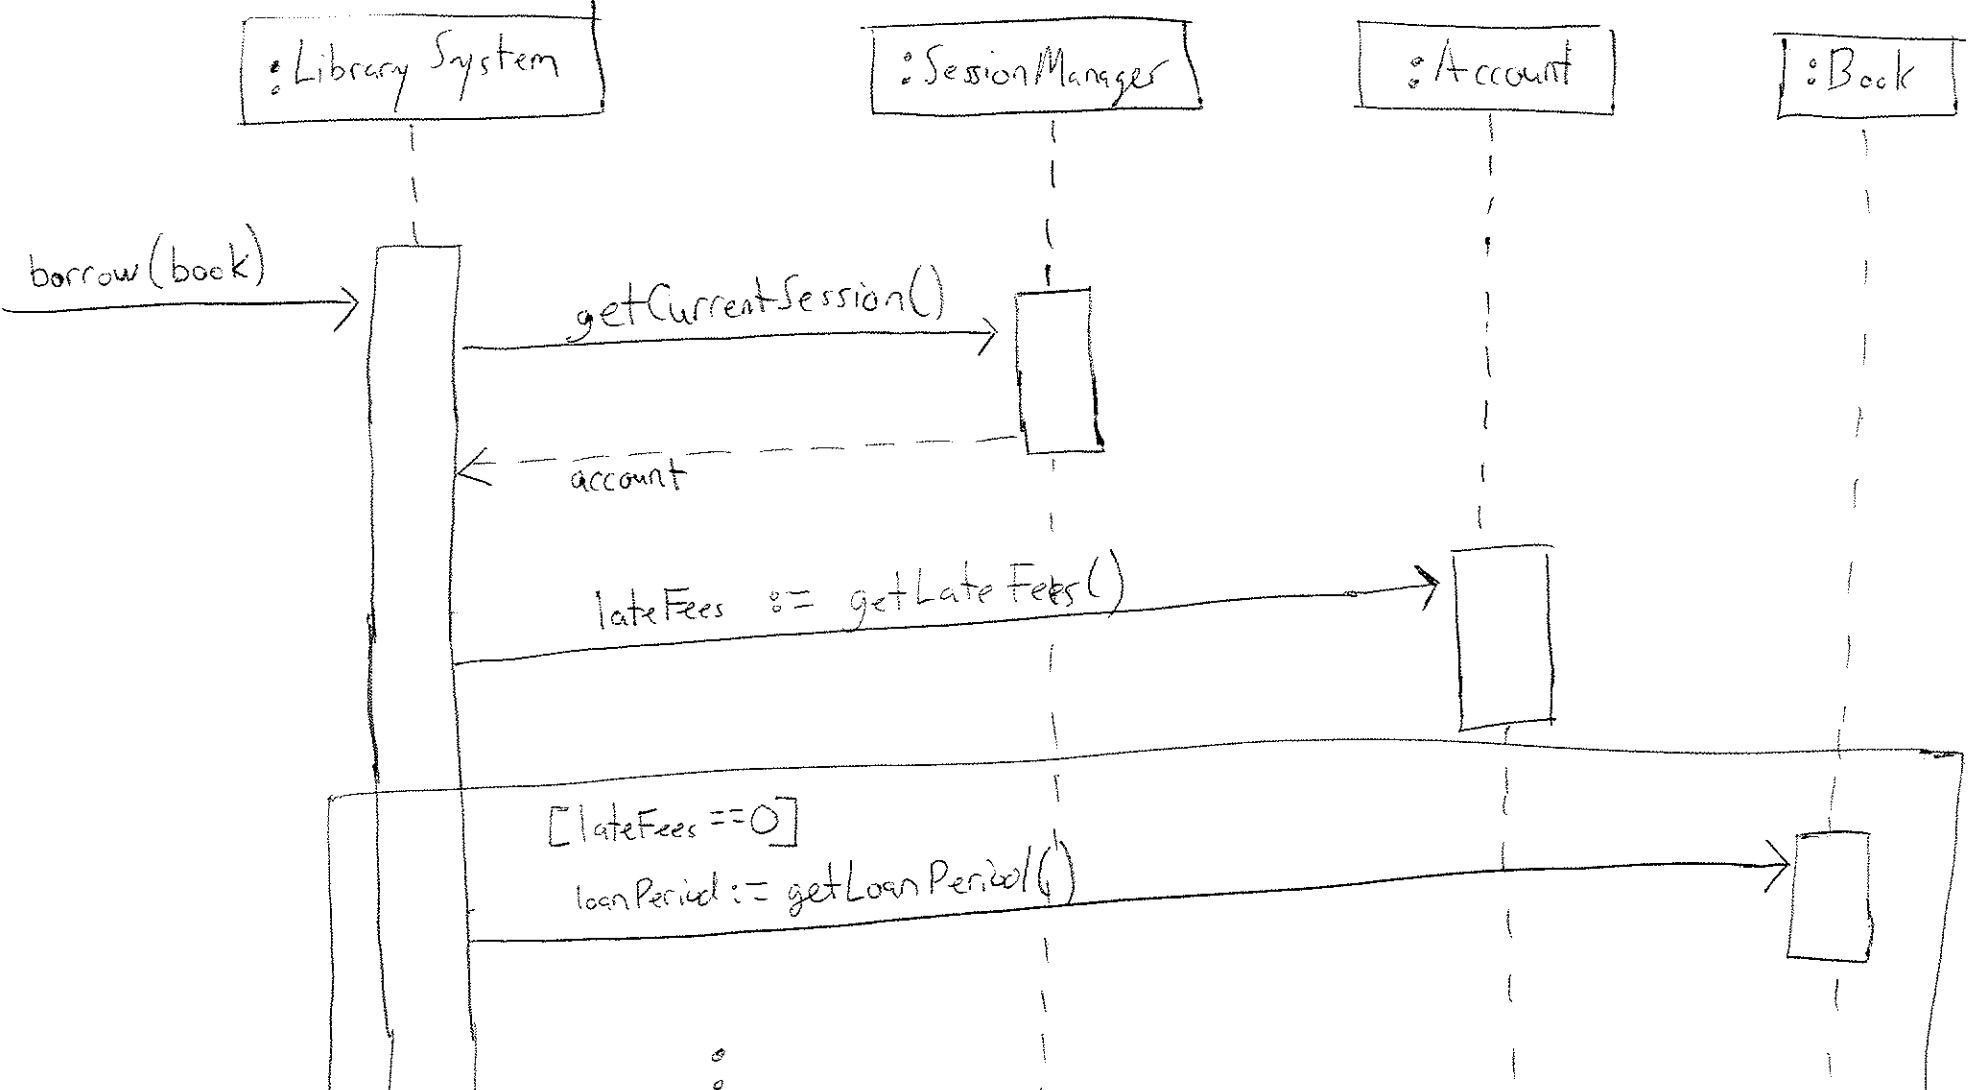 :Library System
:SessionManager
:Account
:Book
borrow(book)
getCurrentSession()
account
lateFees := getLateFees()
[lateFees==0]
loanPeriod:= getLoanPeriod()